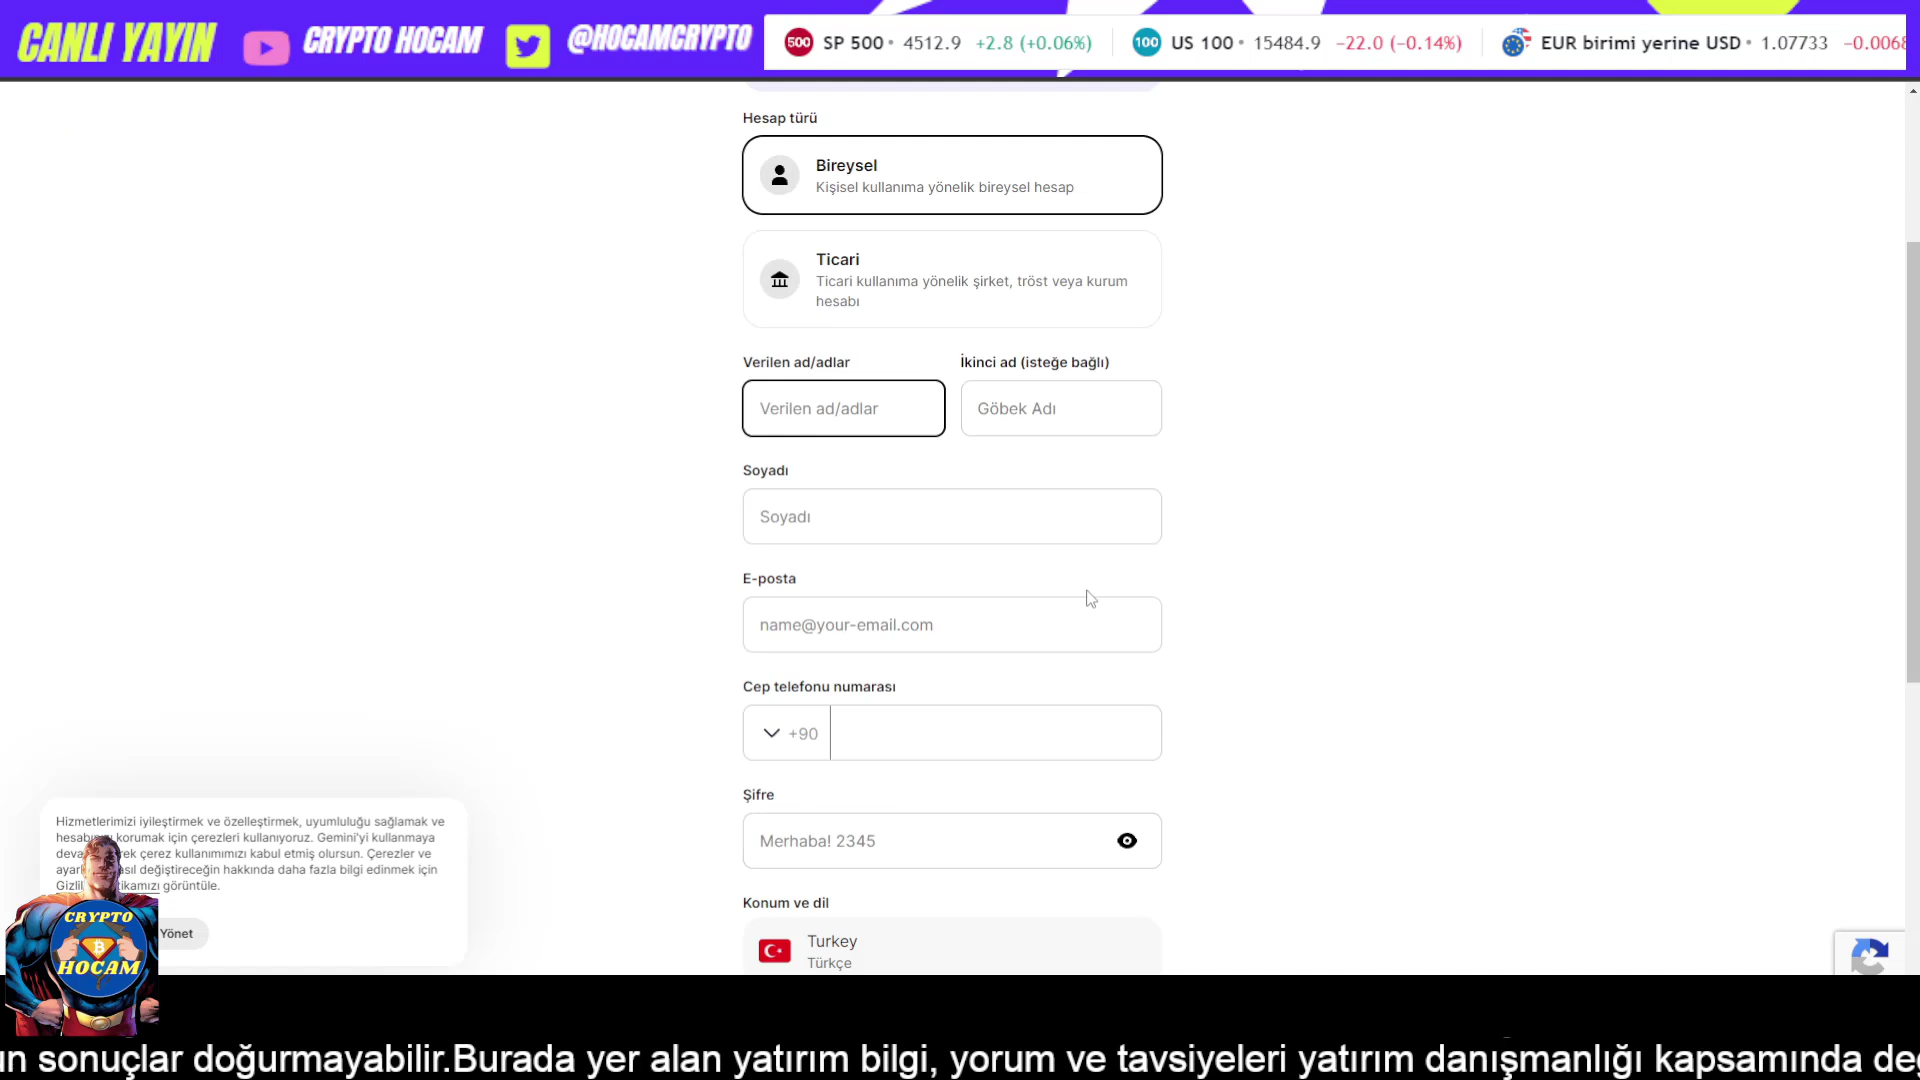 CANLI YAYIN
CRYPTO HOCAM
@HOCAMCRYPTO
500 SP 500 • 4512.9 +2.8 (+0.06%)
100 US 100 • 15484.9 −22.0 (−0.14%)
EUR birimi yerine USD • 1.07733 −0.0068
Hesap türü
Bireysel
Kişisel kullanıma yönelik bireysel hesap
Ticari
Ticari kullanıma yönelik şirket, tröst veya kurum
hesabı
Verilen ad/adlar
İkinci ad (isteğe bağlı)
Verilen ad/adlar
Göbek Adı
Soyadı
Soyadı
E-posta
name@your-email.com
Cep telefonu numarası
+90
Şifre
Merhaba! 2345
Konum ve dil
Turkey
Türkçe
Hizmetlerimizi iyileştirmek ve özelleştirmek, uyumluluğu sağlamak ve
korumak için çerezleri kullanıyoruz. Gemini'yi kullanmaya
çerez kullanımımızı kabul etmiş olursun. Çerezler ve
değiştireceğin hakkında daha fazla bilgi edinmek için
görüntüle.
Yönet
CRYPTO
HOCAM
sonuçlar doğurmayabilir.Burada yer alan yatırım bilgi, yorum ve tavsiyeleri yatırım danışmanlığı kapsamında